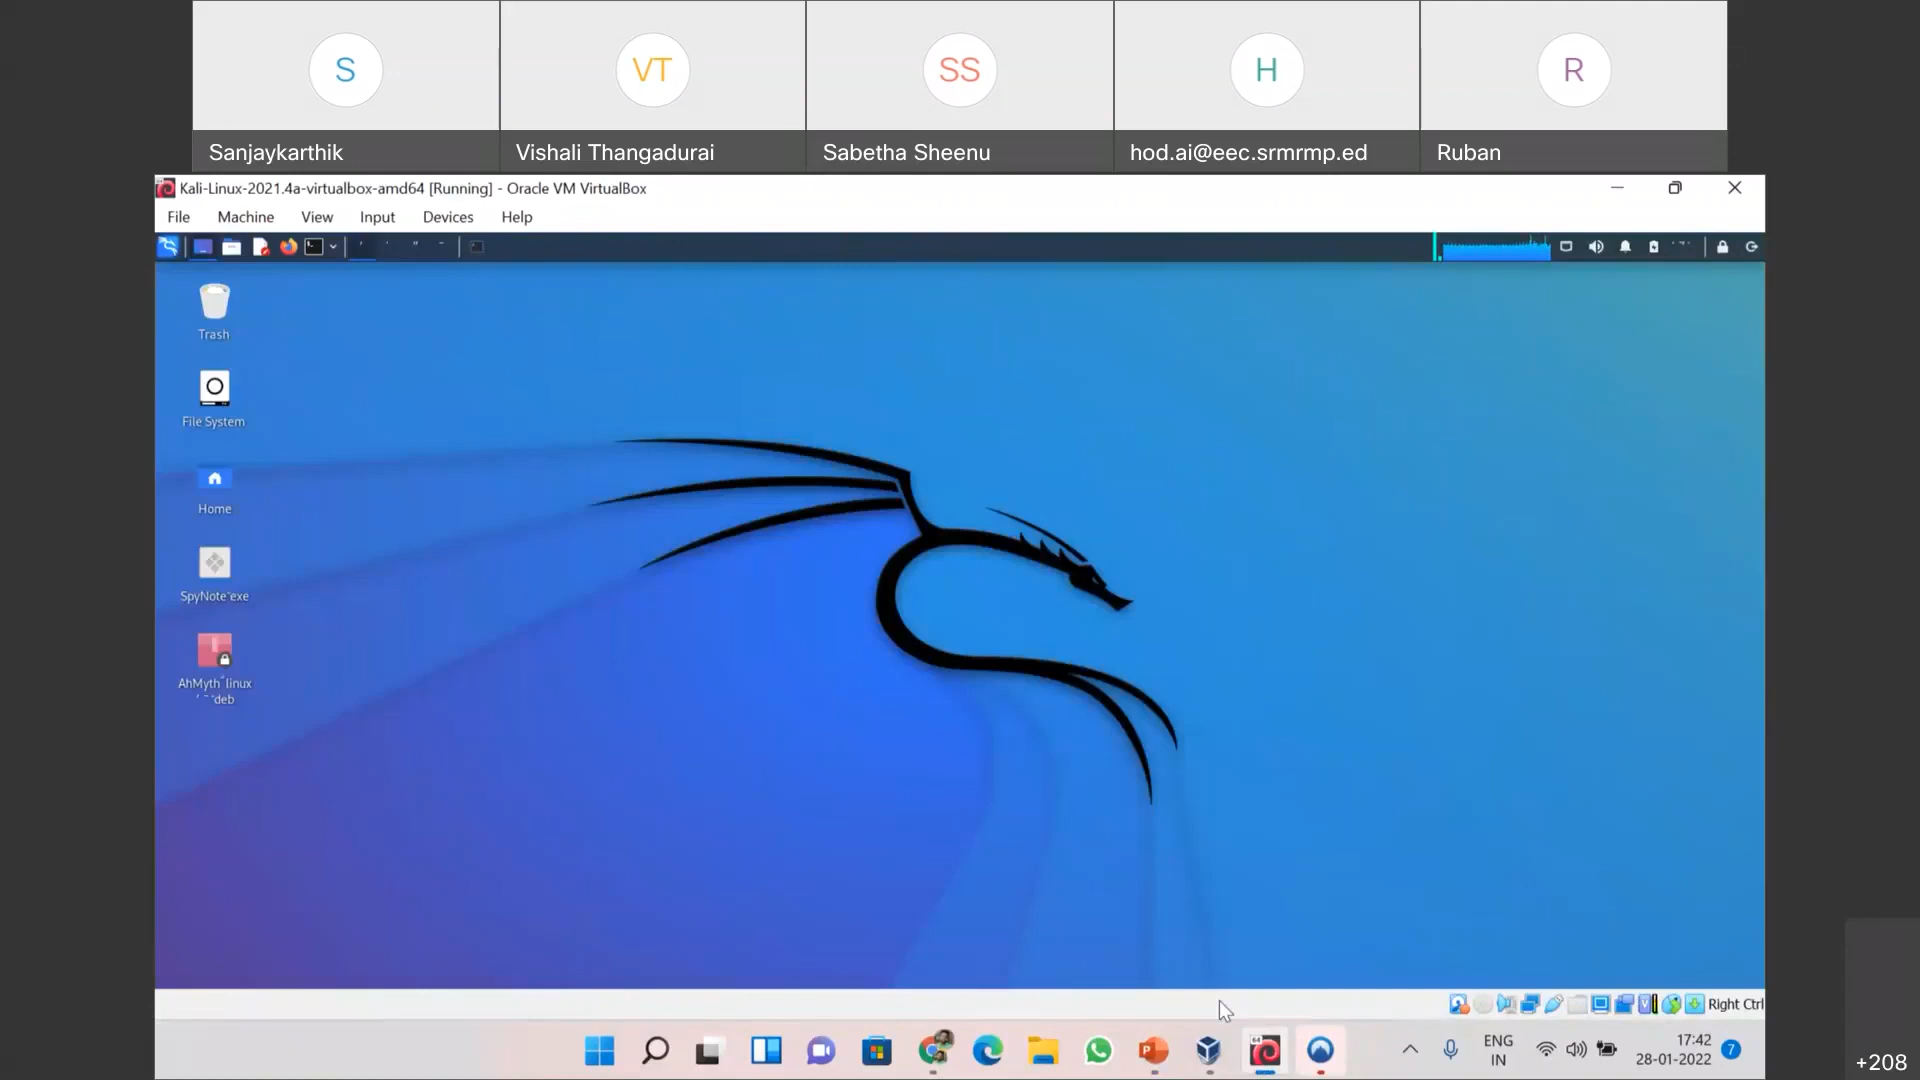 S
VT
SS
H
R
Sanjaykarthik
Vishali Thangadurai
Sabetha Sheenu
hod.ai@eec.srmrmp.ed
Ruban
Kali-Linux-2021.4a-virtualbox-amd64 [Running] - Oracle VM VirtualBox
File Machine View Input Devices Help
Trash
File System
Home
SpyNote exe
AhMyth linux
deb
Right Ctrl
ENG
IN
17:42
28-01-2022
7
+208